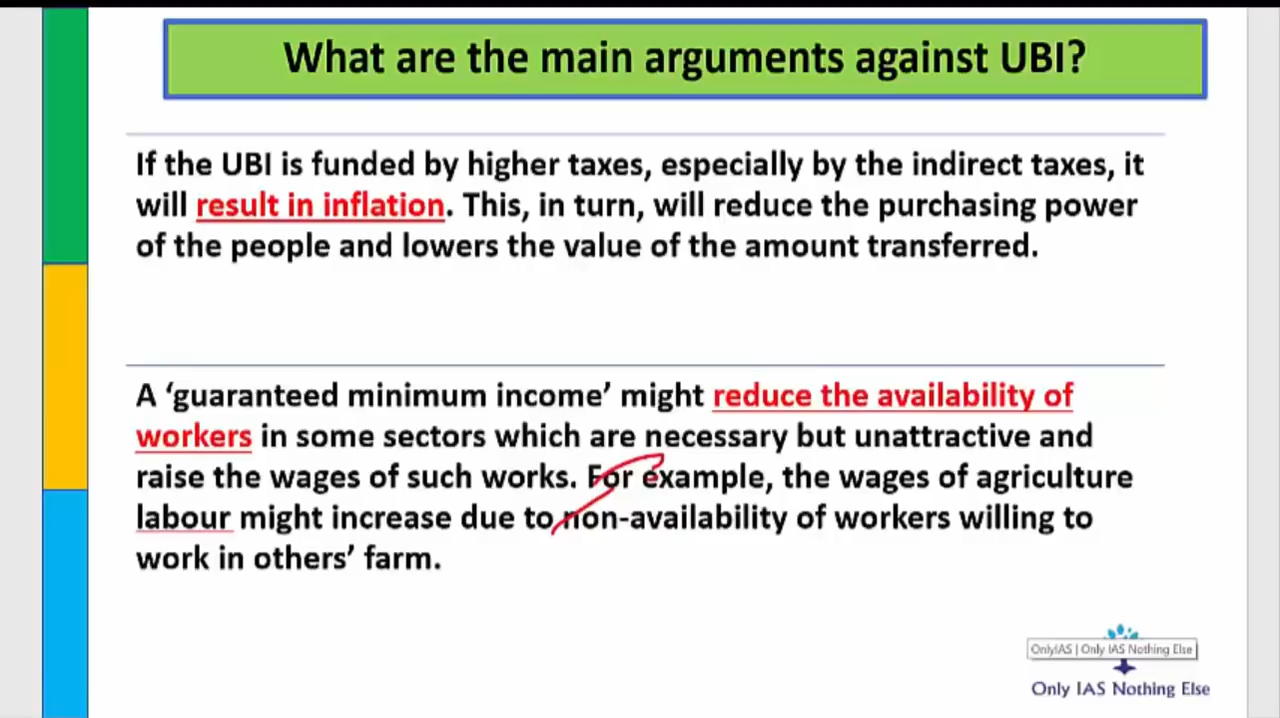 What are the main arguments against UBI?
If the UBI is funded by higher taxes, especially by the indirect taxes, it
will result in inflation. This, in turn, will reduce the purchasing power
of the people and lowers the value of the amount transferred.
A ‘guaranteed minimum income’ might reduce the availability of
workers in some sectors which are necessary but unattractive and
raise the wages of such works. For example, the wages of agriculture
labour might increase due to non-availability of workers willing to
work in others’ farm.
OnlyIAS | Only IAS Nothing Else
Only IAS Nothing Else